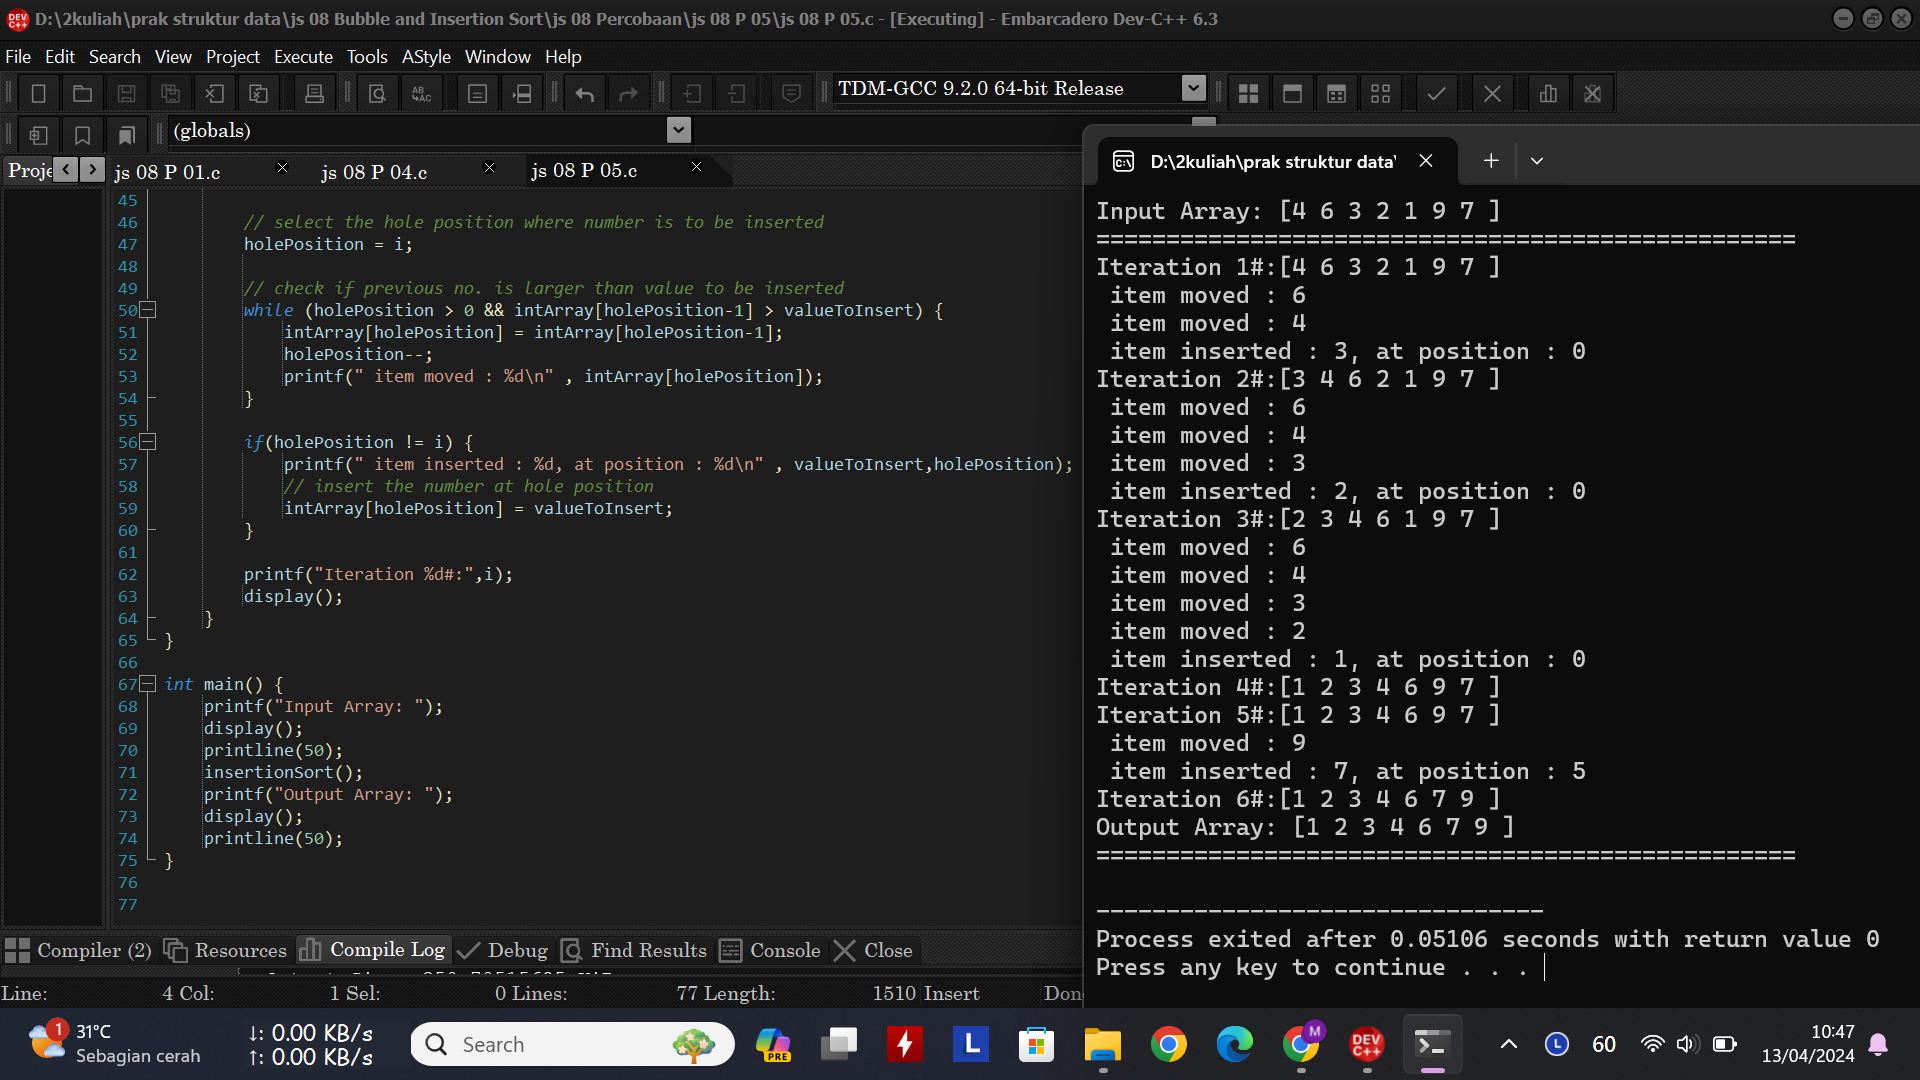 D:\2kuliah\prak struktur data\js 08 Bubble and Insertion Sort\js 08 Percobaan\js 08 P 05\js 08 P 05.c - [Executing] - Embarcadero Dev-C++ 6.3
File Edit Search View Project Execute Tools AStyle Window Help
TDM-GCC 9.2.0 64-bit Release
(globals)
Proje js 08 P 01.c js 08 P 04.c js 08 P 05.c
45
46 // select the hole position where number is to be inserted
47 holePosition = i;
48
49 // check if previous no. is larger than value to be inserted
50 while (holePosition > 0 && intArray[holePosition-1] > valueToInsert) {
51 intArray[holePosition] = intArray[holePosition-1];
52 holePosition--;
53 printf(" item moved : %d\n" , intArray[holePosition]);
54 }
55
56 if(holePosition != i) {
57 printf(" item inserted : %d, at position : %d\n" , valueToInsert,holePosition);
58 // insert the number at hole position
59 intArray[holePosition] = valueToInsert;
60 }
61
62 printf("Iteration %d#:",i);
63 display();
64 }
65 }
66
67 int main() {
68 printf("Input Array: ");
69 display();
70 printline(50);
71 insertionSort();
72 printf("Output Array: ");
73 display();
74 printline(50);
75 }
76
77
D:\2kuliah\prak struktur data\
Input Array: [4 6 3 2 1 9 7 ]
==================================================
Iteration 1#:[4 6 3 2 1 9 7 ]
item moved : 6
item moved : 4
item inserted : 3, at position : 0
Iteration 2#:[3 4 6 2 1 9 7 ]
item moved : 6
item moved : 4
item moved : 3
item inserted : 2, at position : 0
Iteration 3#:[2 3 4 6 1 9 7 ]
item moved : 6
item moved : 4
item moved : 3
item moved : 2
item inserted : 1, at position : 0
Iteration 4#:[1 2 3 4 6 9 7 ]
Iteration 5#:[1 2 3 4 6 9 7 ]
item moved : 9
item inserted : 7, at position : 5
Iteration 6#:[1 2 3 4 6 7 9 ]
Output Array: [1 2 3 4 6 7 9 ]
==================================================
--------------------------------
Process exited after 0.05106 seconds with return value 0
Press any key to continue . . .
Compiler (2) Resources Compile Log Debug Find Results Console Close
Line: 4 Col: 1 Sel: 0 Lines: 77 Length: 1510 Insert Don
1 31°C
Sebagian cerah
↓: 0.00 KB/s
↑: 0.00 KB/s
Search
PRE
L
M
DEV C++
L
60
10:47
13/04/2024